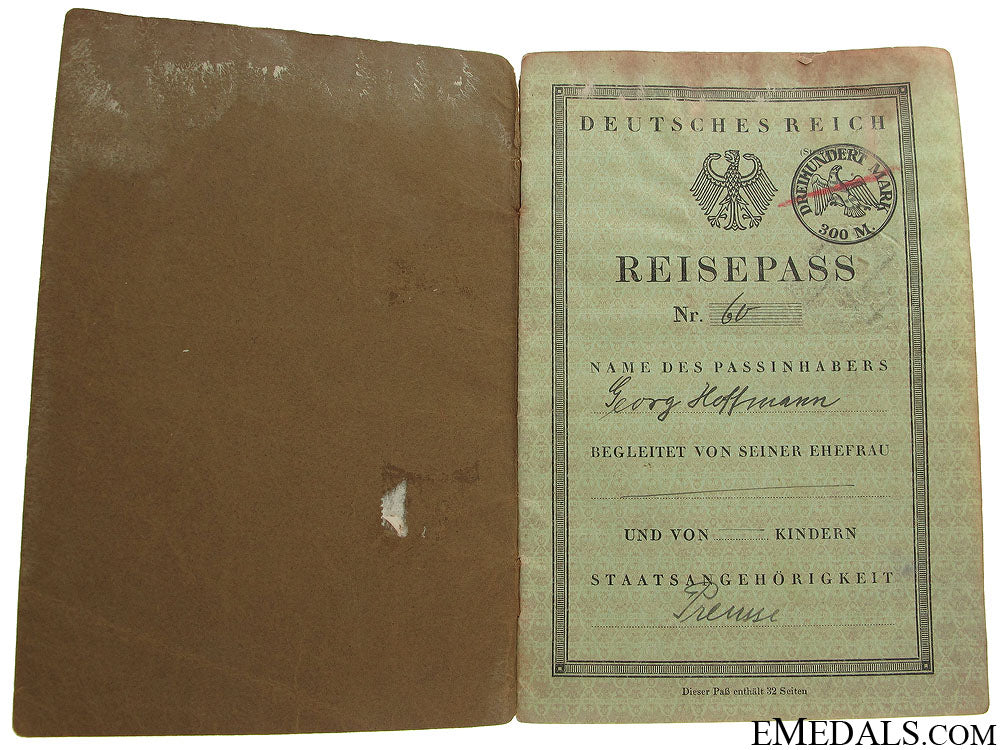 DEUTSCHES REICH
DREIHUNDERT MARK
300 M.
REISEPASS
Nr. 60
NAME DES PASSINHABERS
Georg Hoffmann
BEGLEITET VON SEINER EHEFRAU
UND VON KINDERN
STAATSANGEHÖRIGKEIT
Preusse
Dieser Paß enthält 32 Seiten
EMEDALS.COM